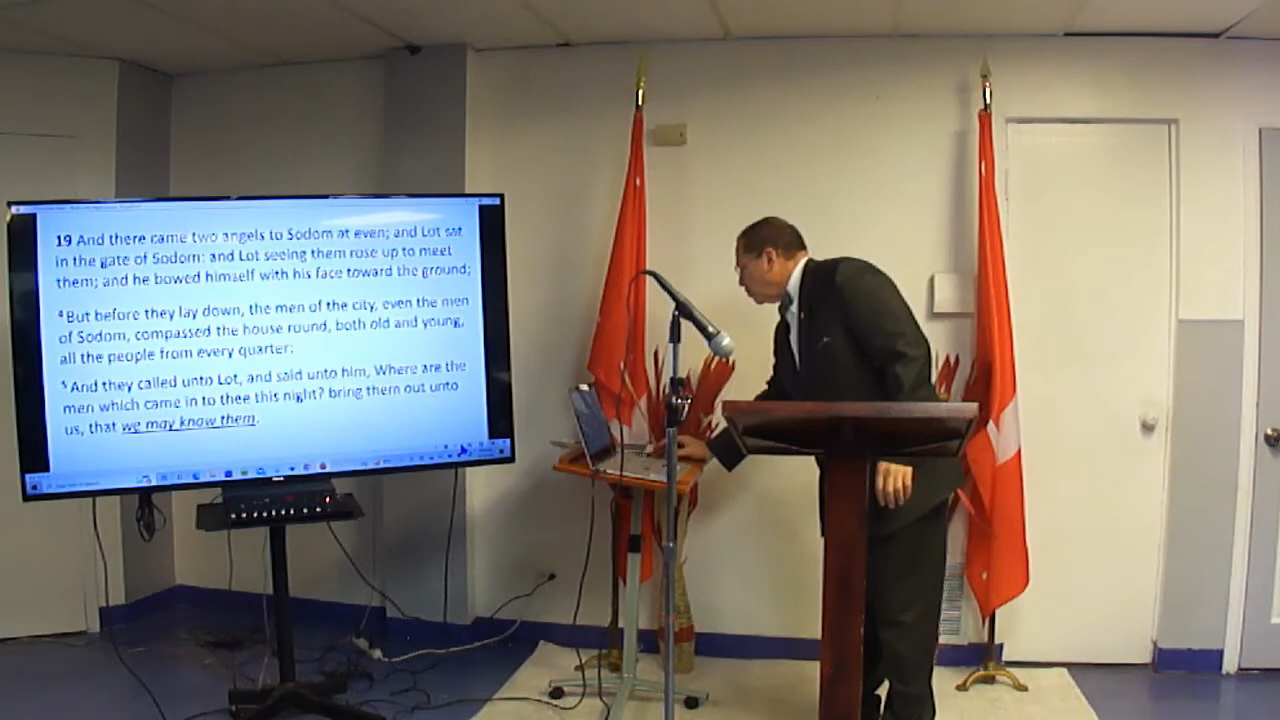 19 And there came two angels to Sodom at even; and Lot sat
in the gate of Sodom: and Lot seeing them rose up to meet
them; and he bowed himself with his face toward the ground;
4 But before they lay down, the men of the city, even the men
of Sodom, compassed the house round, both old and young,
all the people from every quarter:
5 And they called unto Lot, and said unto him, Where are the
men which came in to thee this night? bring them out unto
us, that we may know them.